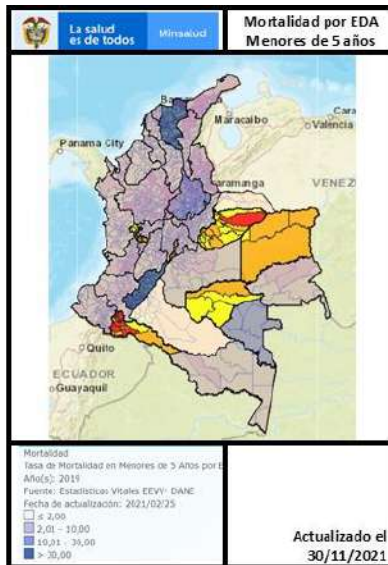 La salud
es de todos
Minsalud
Mortalidad por EDA
Menores de 5 años
Maracaibo
Valencia
Panama City
aramanga
VENEZ
Quito
ECUADOR
Guayaquil
Mortalidad
Tasa de Mortalidad en Menores de 5 Años por E
Año(s): 2019
Fuente: Estadísticas Vitales EEVV- DANE
Fecha de actualización: 2021/02/25
≤ 2,00
2,01 - 10,00
10,01 - 30,00
> 30,00
Actualizado el
30/11/2021